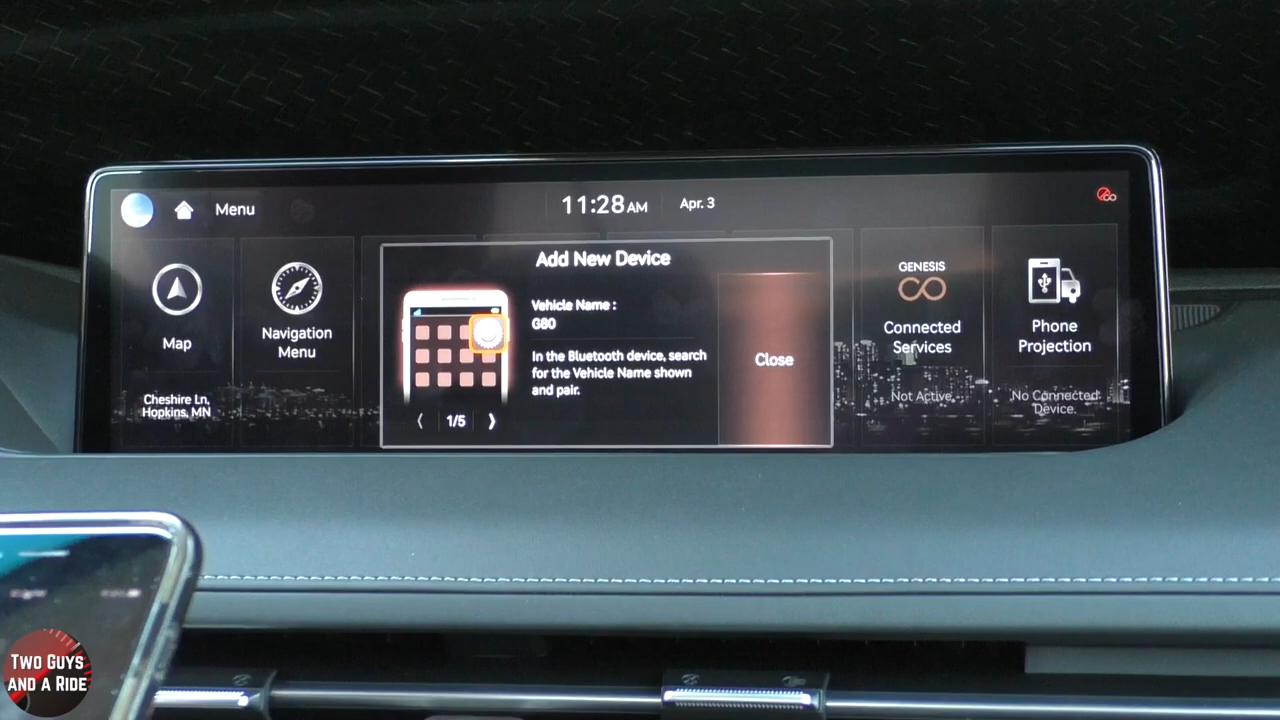 Menu
11:28 AM
Apr. 3
Map
Cheshire Ln,
Hopkins, MN
Navigation
Menu
Add New Device
Vehicle Name :
G80
In the Bluetooth device, search
for the Vehicle Name shown
and pair.
1/5
Close
GENESIS
Connected
Services
Not Active.
Phone
Projection
No Connected
Device.
TWO GUYS
AND A RIDE